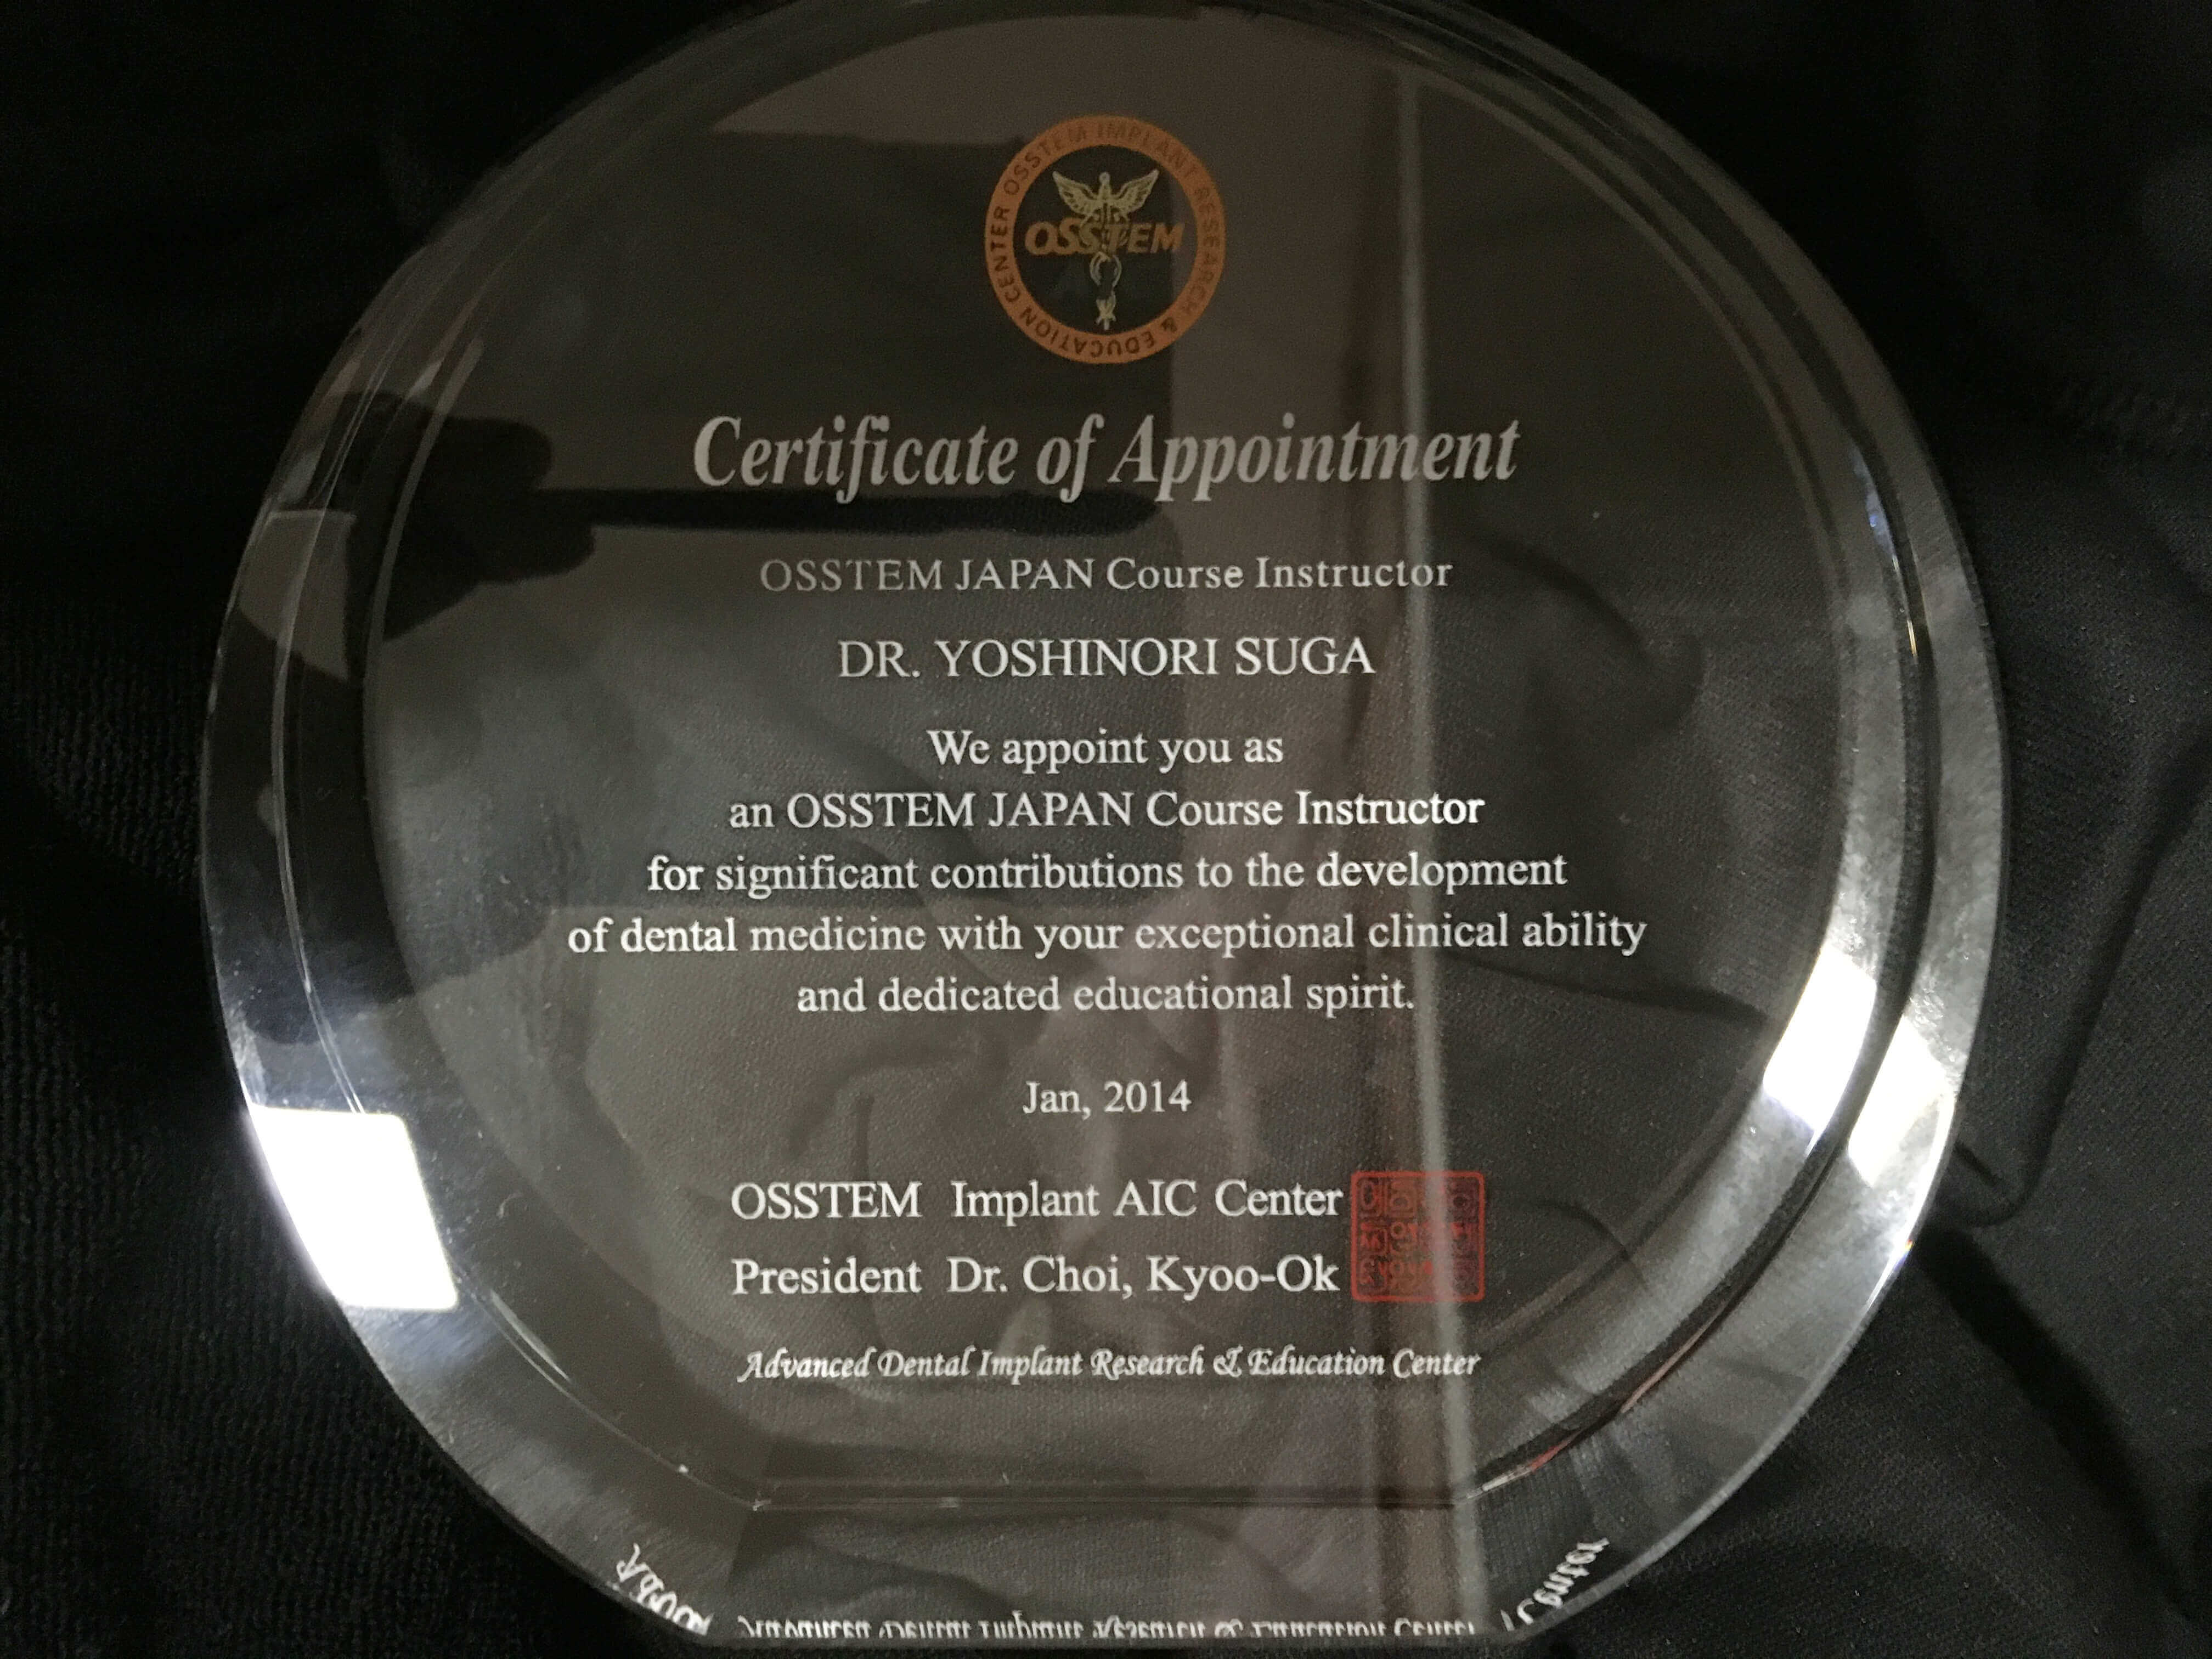 OSSTEM IMPLANT RESEARCH & EDUCATION CENTER
OSSTEM
Certificate of Appointment
OSSTEM JAPAN Course Instructor
DR. YOSHINORI SUGA
We appoint you as
an OSSTEM JAPAN Course Instructor
for significant contributions to the development
of dental medicine with your exceptional clinical ability
and dedicated educational spirit.
Jan, 2014
OSSTEM Implant AIC Center
President Dr. Choi, Kyoo-Ok
Advanced Dental Implant Research & Education Center